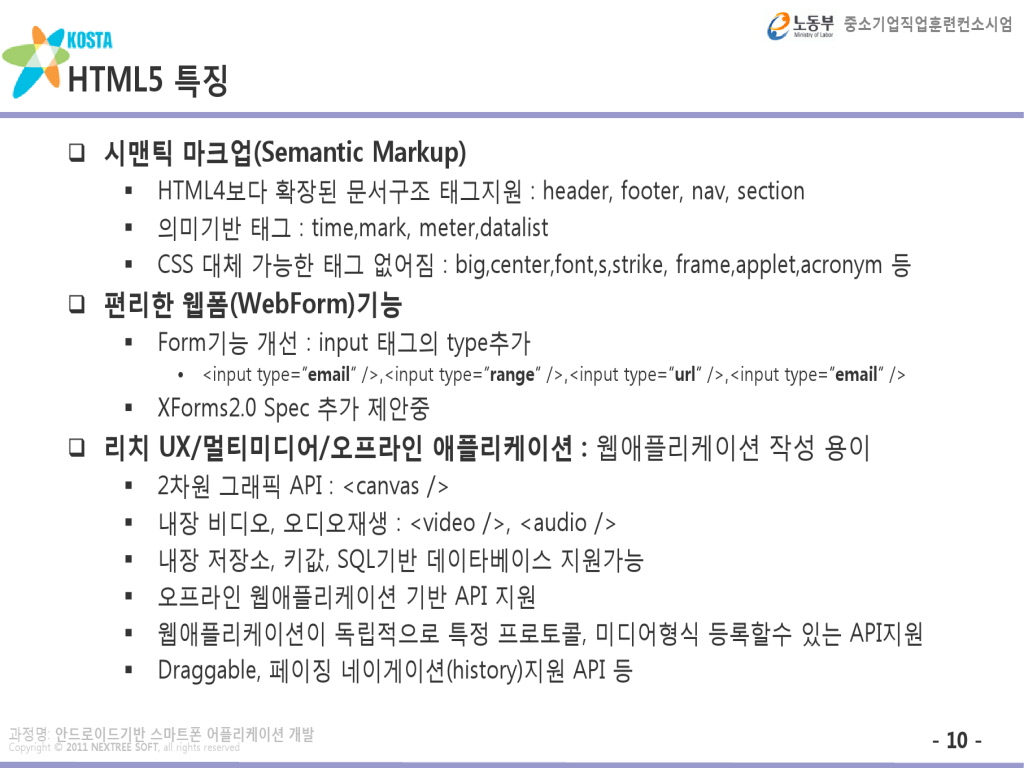 노동부 중소기업직업훈련컨소시엄
Ministry of Labor
KOSTA
HTML5 특징
❑ 시맨틱 마크업(Semantic Markup)
▪ HTML4보다 확장된 문서구조 태그지원 : header, footer, nav, section
▪ 의미기반 태그 : time,mark, meter,datalist
▪ CSS 대체 가능한 태그 없어짐 : big,center,font,s,strike, frame,applet,acronym 등
❑ 편리한 웹폼(WebForm)기능
▪ Form기능 개선 : input 태그의 type추가
• <input type=“email” />,<input type=“range” />,<input type=“url” />,<input type=“email” />
▪ XForms2.0 Spec 추가 제안중
❑ 리치 UX/멀티미디어/오프라인 애플리케이션 : 웹애플리케이션 작성 용이
▪ 2차원 그래픽 API : <canvas />
▪ 내장 비디오, 오디오재생 : <video />, <audio />
▪ 내장 저장소, 키값, SQL기반 데이타베이스 지원가능
▪ 오프라인 웹애플리케이션 기반 API 지원
▪ 웹애플리케이션이 독립적으로 특정 프로토콜, 미디어형식 등록할수 있는 API지원
▪ Draggable, 페이징 네이게이션(history)지원 API 등
과정명: 안드로이드기반 스마트폰 어플리케이션 개발
Copyright © 2011 NEXTREE SOFT, all rights reserved
- 10 -